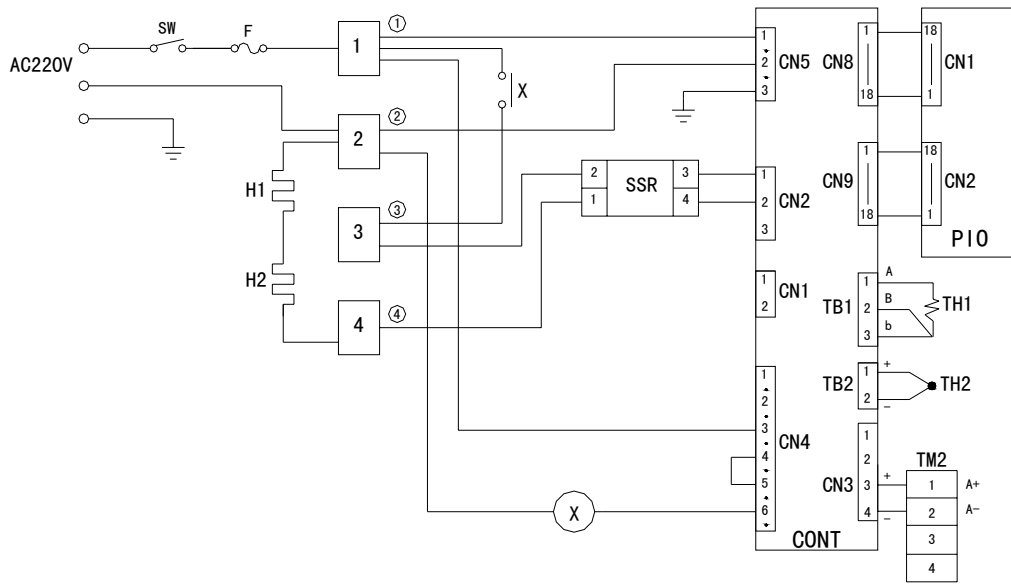 SW F
AC220V
1 ①
2 ②
3 ③
4 ④
H1
H2
X
X
2 3
SSR
1 4
CN5
1
2
3
CN2
1
2
3
CN1
1
2
CN4
1
2
3
4
5
6
CONT
CN8
1
18
CN9
1
18
18
CN1
1
18
CN2
1
PIO
TB1
1 A
2 B
3 b
TH1
TB2
1 +
2 -
TH2
CN3
1
2
3 +
4 -
TM2
1 A+
2 A-
3
4